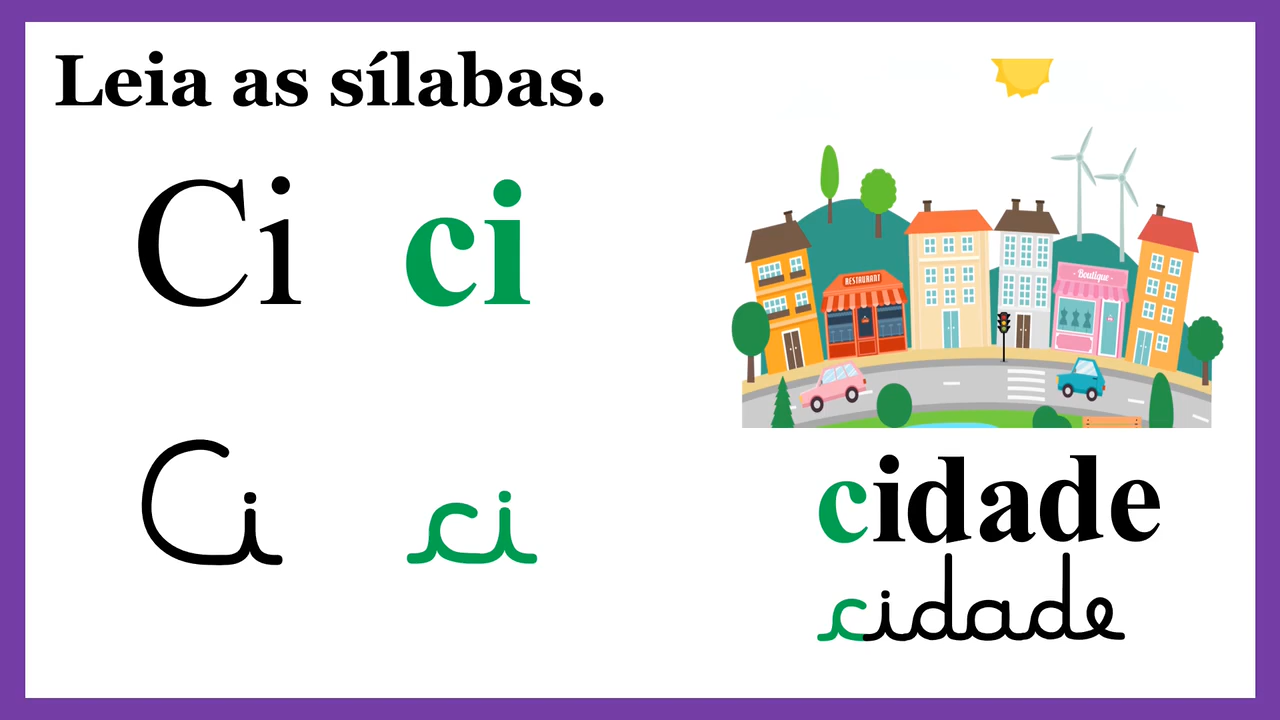 Leia as sílabas.
Ci ci
Ci ci
RESTAURANT
Boutique
cidade
cidade